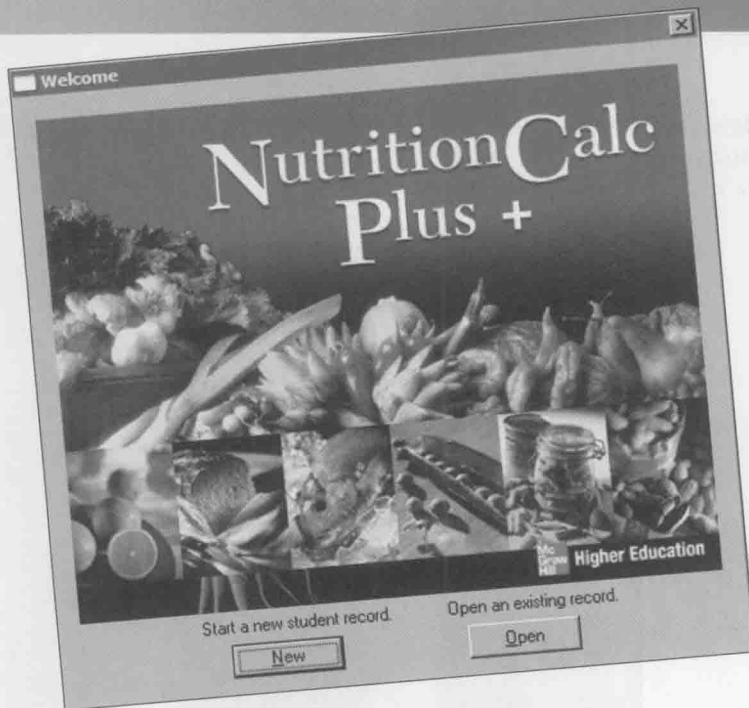 Welcome
NutritionCalc
Plus +
Mc
Graw
Hill
Higher Education
Start a new student record.
Open an existing record.
New
Open